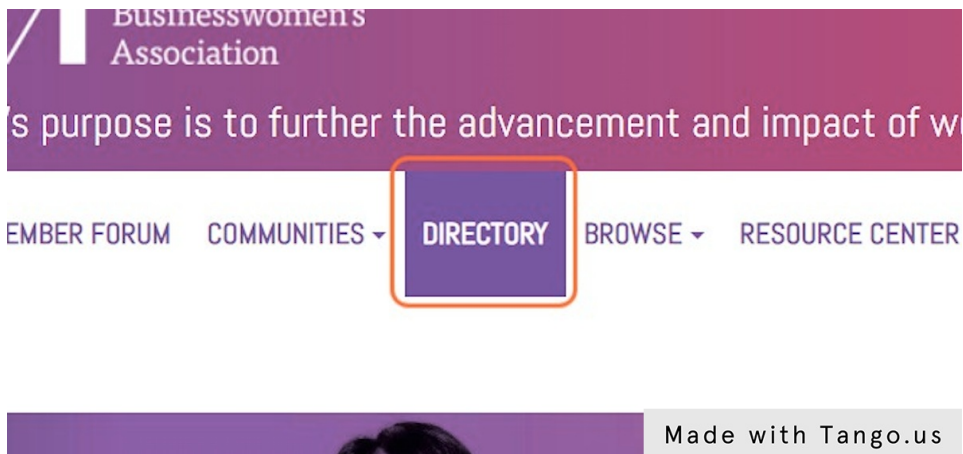 Businesswomen's
Association
's purpose is to further the advancement and impact of w
EMBER FORUM COMMUNITIES DIRECTORY BROWSE RESOURCE CENTER
Made with Tango.us